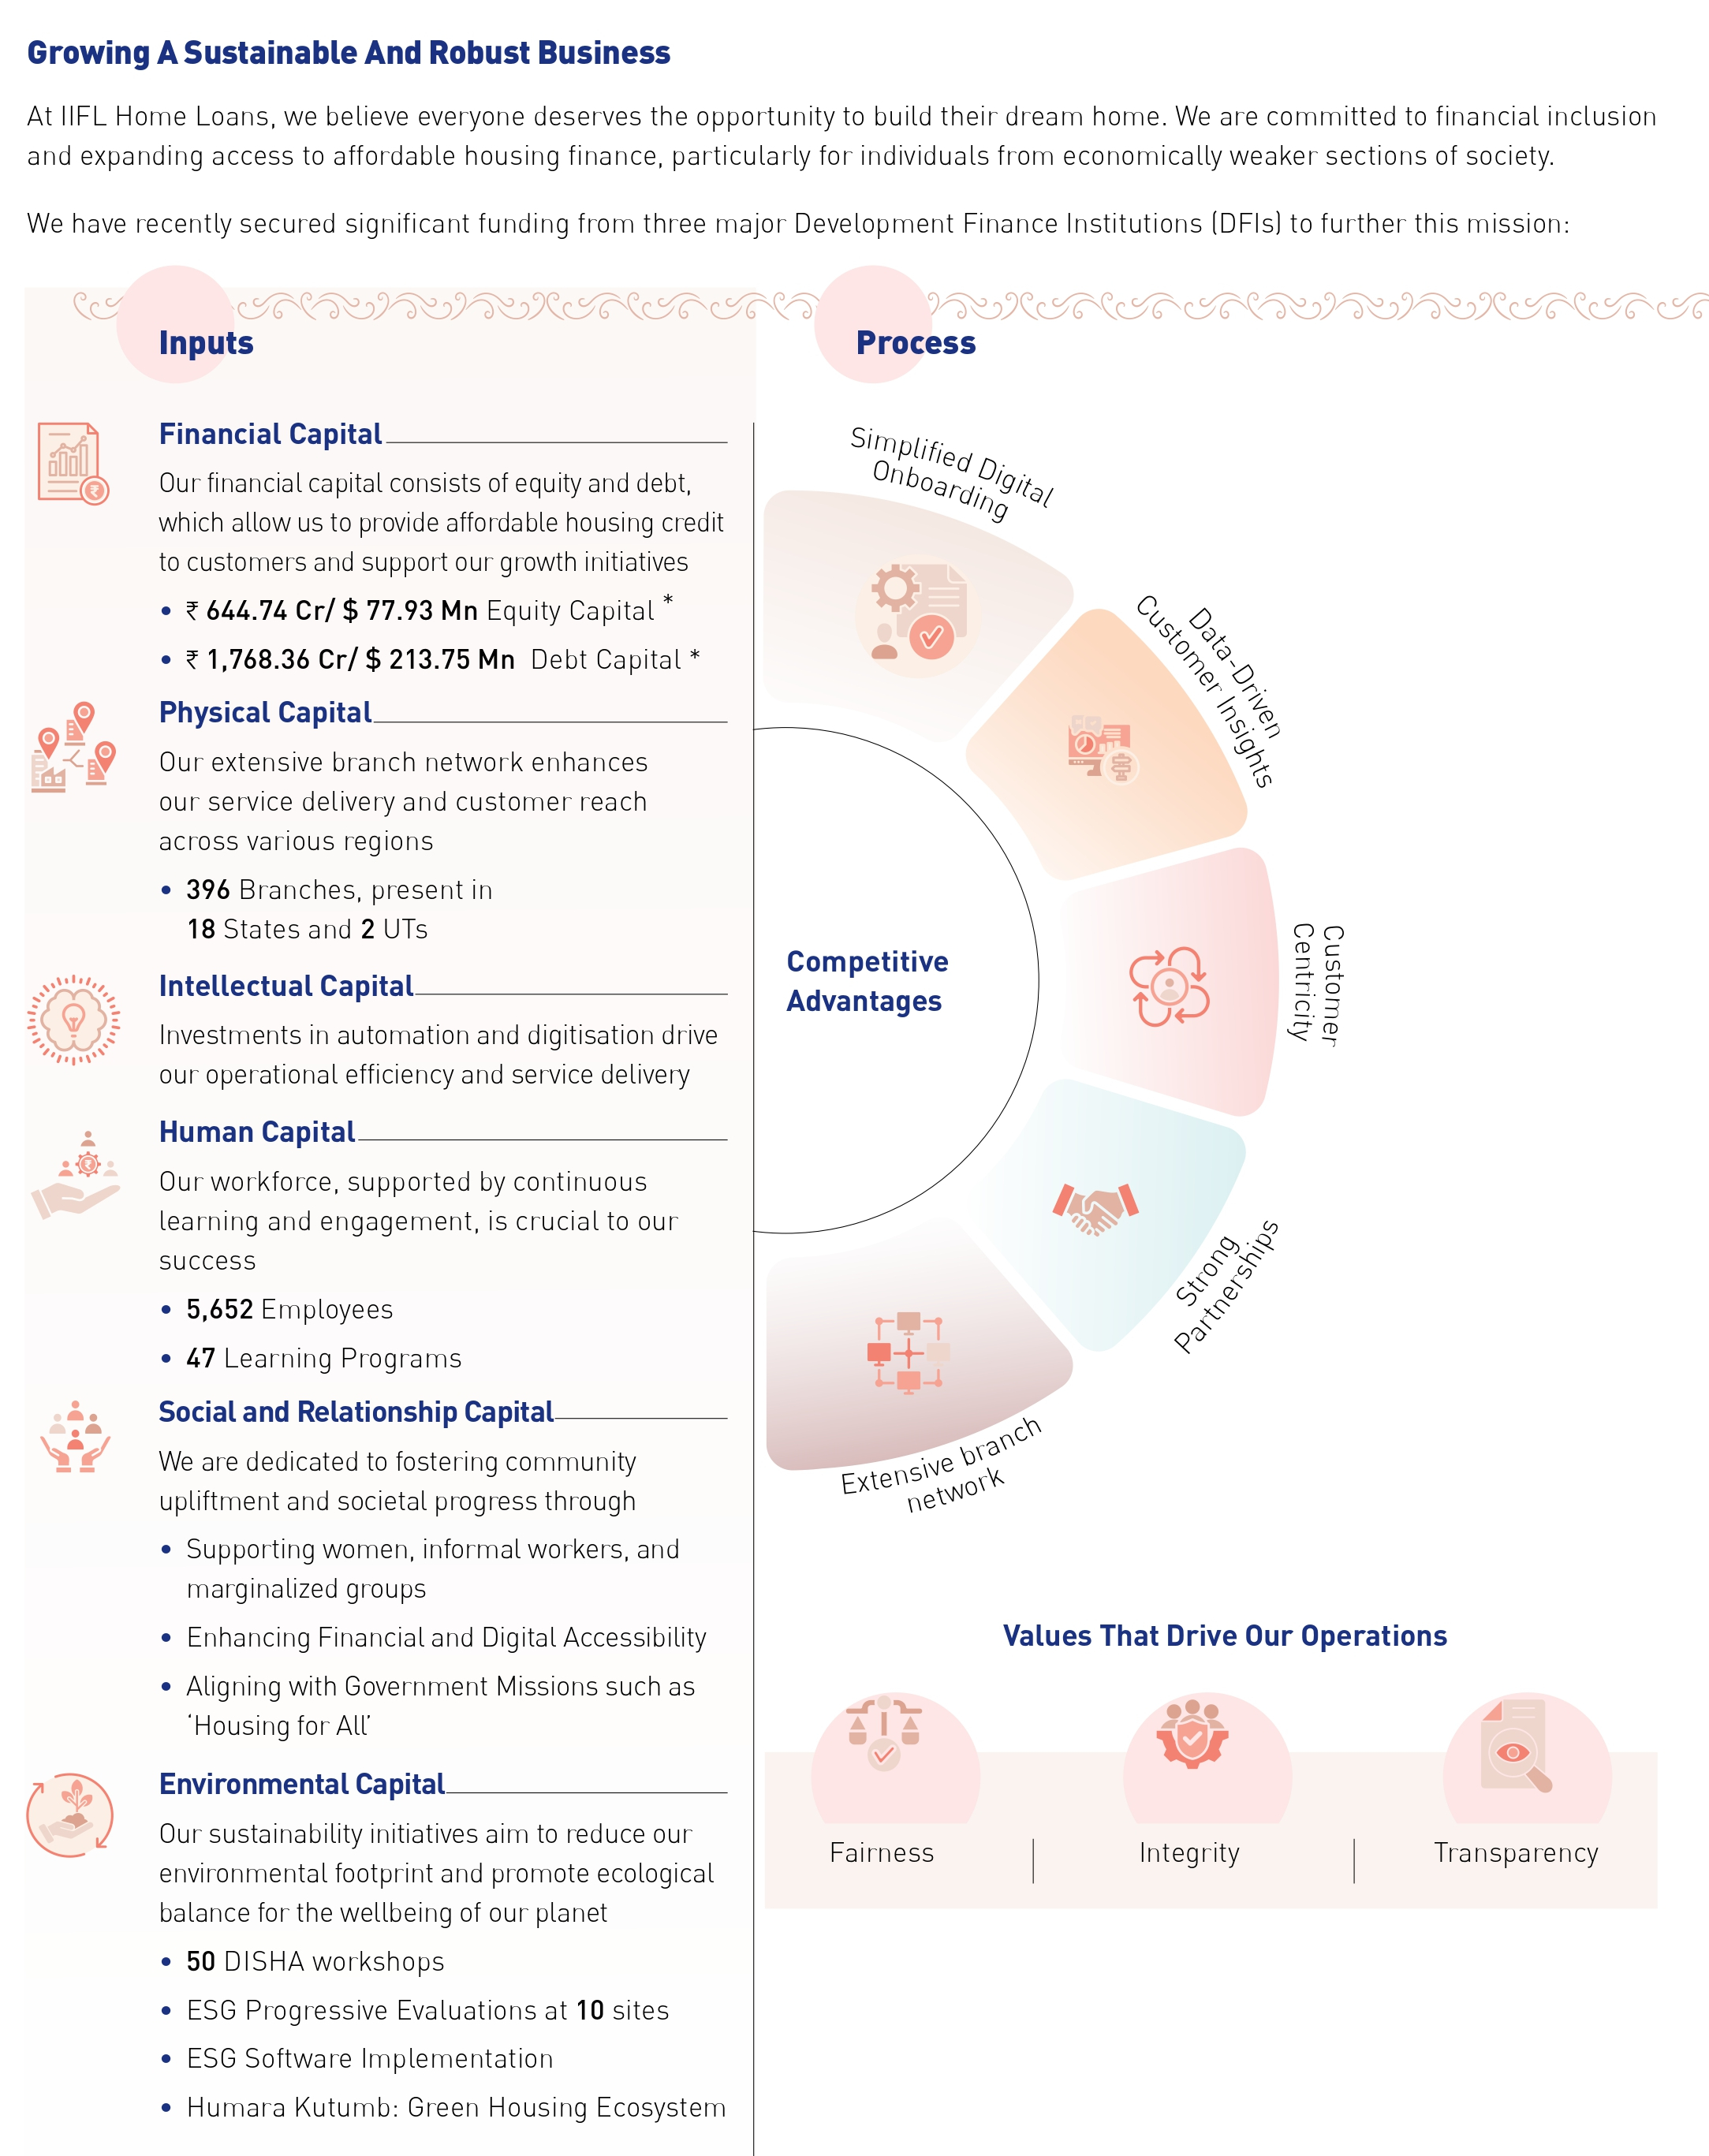 Growing A Sustainable And Robust Business
At IIFL Home Loans, we believe everyone deserves the opportunity to build their dream home. We are committed to financial inclusion
and expanding access to affordable housing finance, particularly for individuals from economically weaker sections of society.
We have recently secured significant funding from three major Development Finance Institutions (DFIs) to further this mission:
Inputs
Financial Capital
Our financial capital consists of equity and debt,
which allow us to provide affordable housing credit
to customers and support our growth initiatives
• ₹ 644.74 Cr/ $ 77.93 Mn Equity Capital *
• ₹ 1,768.36 Cr/ $ 213.75 Mn Debt Capital *
Physical Capital
Our extensive branch network enhances
our service delivery and customer reach
across various regions
• 396 Branches, present in
18 States and 2 UTs
Intellectual Capital
Investments in automation and digitisation drive
our operational efficiency and service delivery
Human Capital
Our workforce, supported by continuous
learning and engagement, is crucial to our
success
• 5,652 Employees
• 47 Learning Programs
Social and Relationship Capital
We are dedicated to fostering community
upliftment and societal progress through
• Supporting women, informal workers, and
marginalized groups
• Enhancing Financial and Digital Accessibility
• Aligning with Government Missions such as
‘Housing for All’
Environmental Capital
Our sustainability initiatives aim to reduce our
environmental footprint and promote ecological
balance for the wellbeing of our planet
• 50 DISHA workshops
• ESG Progressive Evaluations at 10 sites
• ESG Software Implementation
• Humara Kutumb: Green Housing Ecosystem
Process
Simplified Digital
Onboarding
Data-Driven
Customer Insights
Customer
Centricity
Strong
Partnerships
Extensive branch
network
Competitive
Advantages
Values That Drive Our Operations
Fairness
Integrity
Transparency